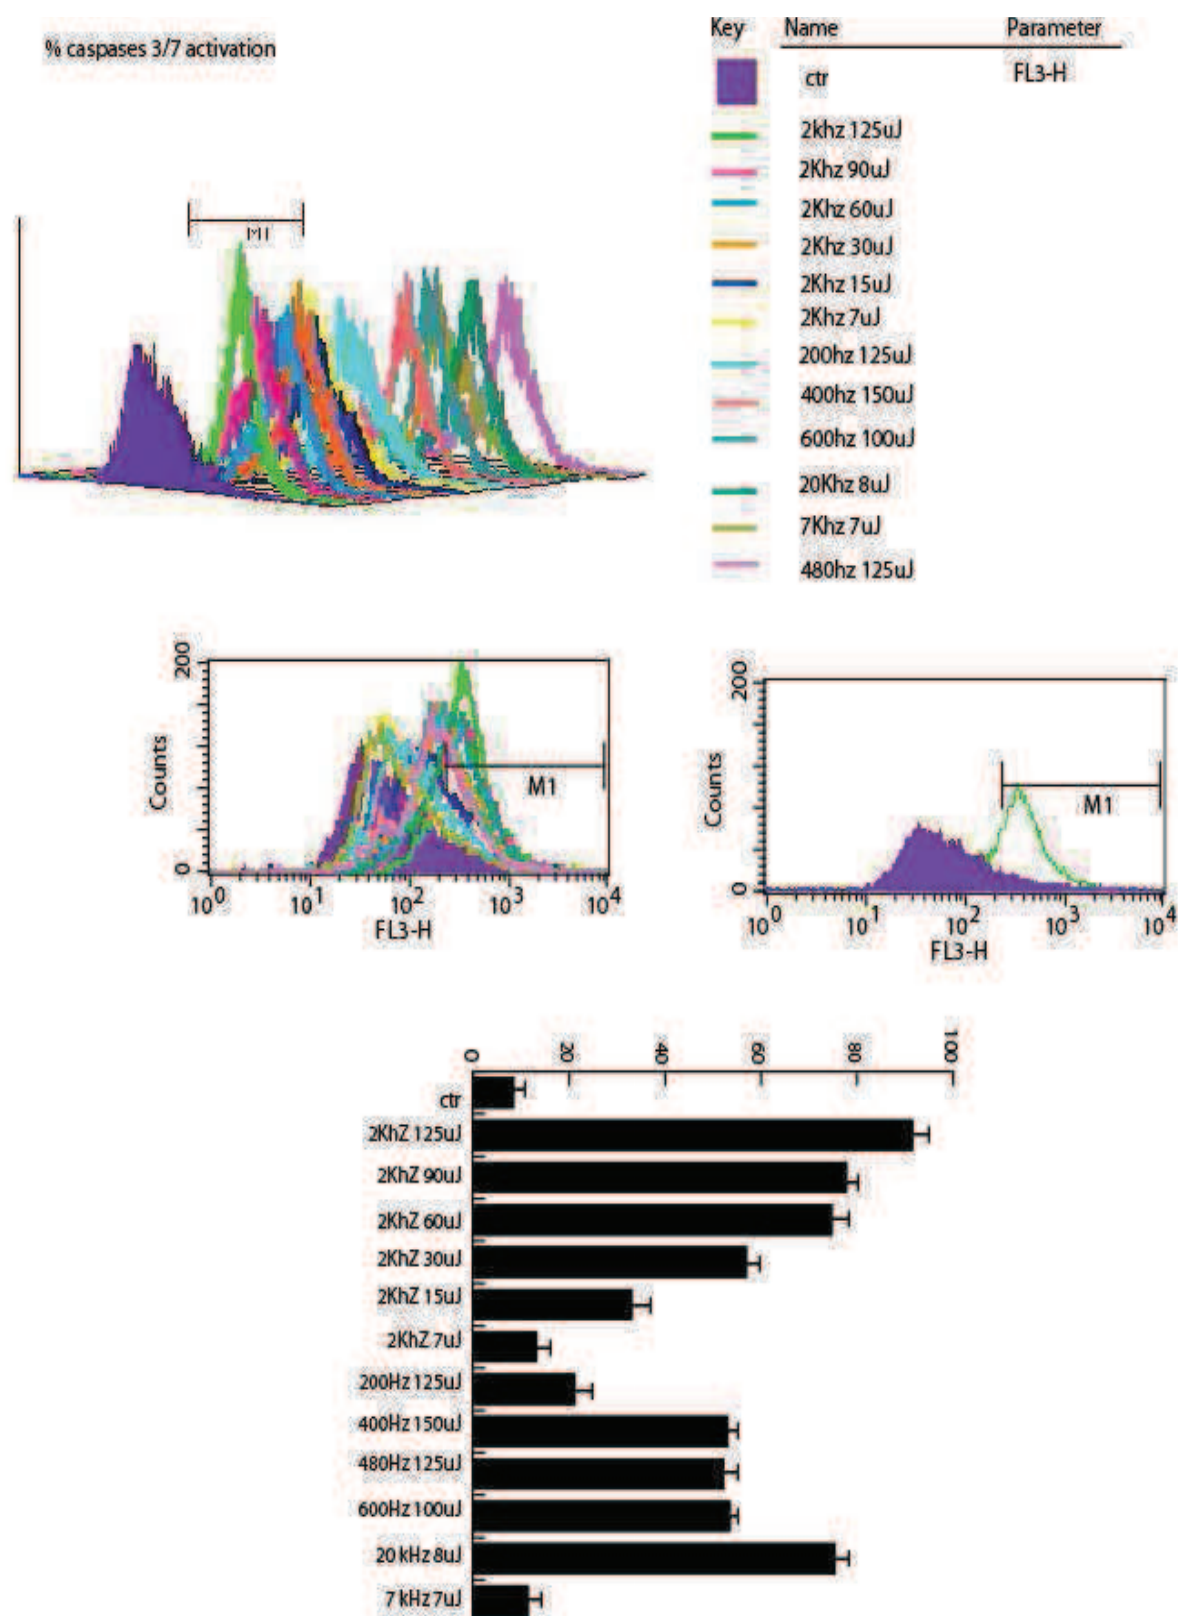 % caspases 3/7 activation
Key Name Parameter
ctr FL3-H
2khz 125uJ
2Khz 90uJ
2Khz 60uJ
2Khz 30uJ
2Khz 15uJ
2Khz 7uJ
200hz 125uJ
400hz 150uJ
600hz 100uJ
20Khz 8uJ
7Khz 7uJ
480hz 125uJ
M1
200
Counts
0
M1
10^0 10^1 10^2 10^3 10^4
FL3-H
200
Counts
0
M1
10^0 10^1 10^2 10^3 10^4
FL3-H
0 20 40 60 80 100
ctr
2KhZ 125uJ
2KhZ 90uJ
2KhZ 60uJ
2KhZ 30uJ
2KhZ 15uJ
2KhZ 7uJ
200Hz 125uJ
400Hz 150uJ
480Hz 125uJ
600Hz 100uJ
20 kHz 8uJ
7 kHz 7uJ